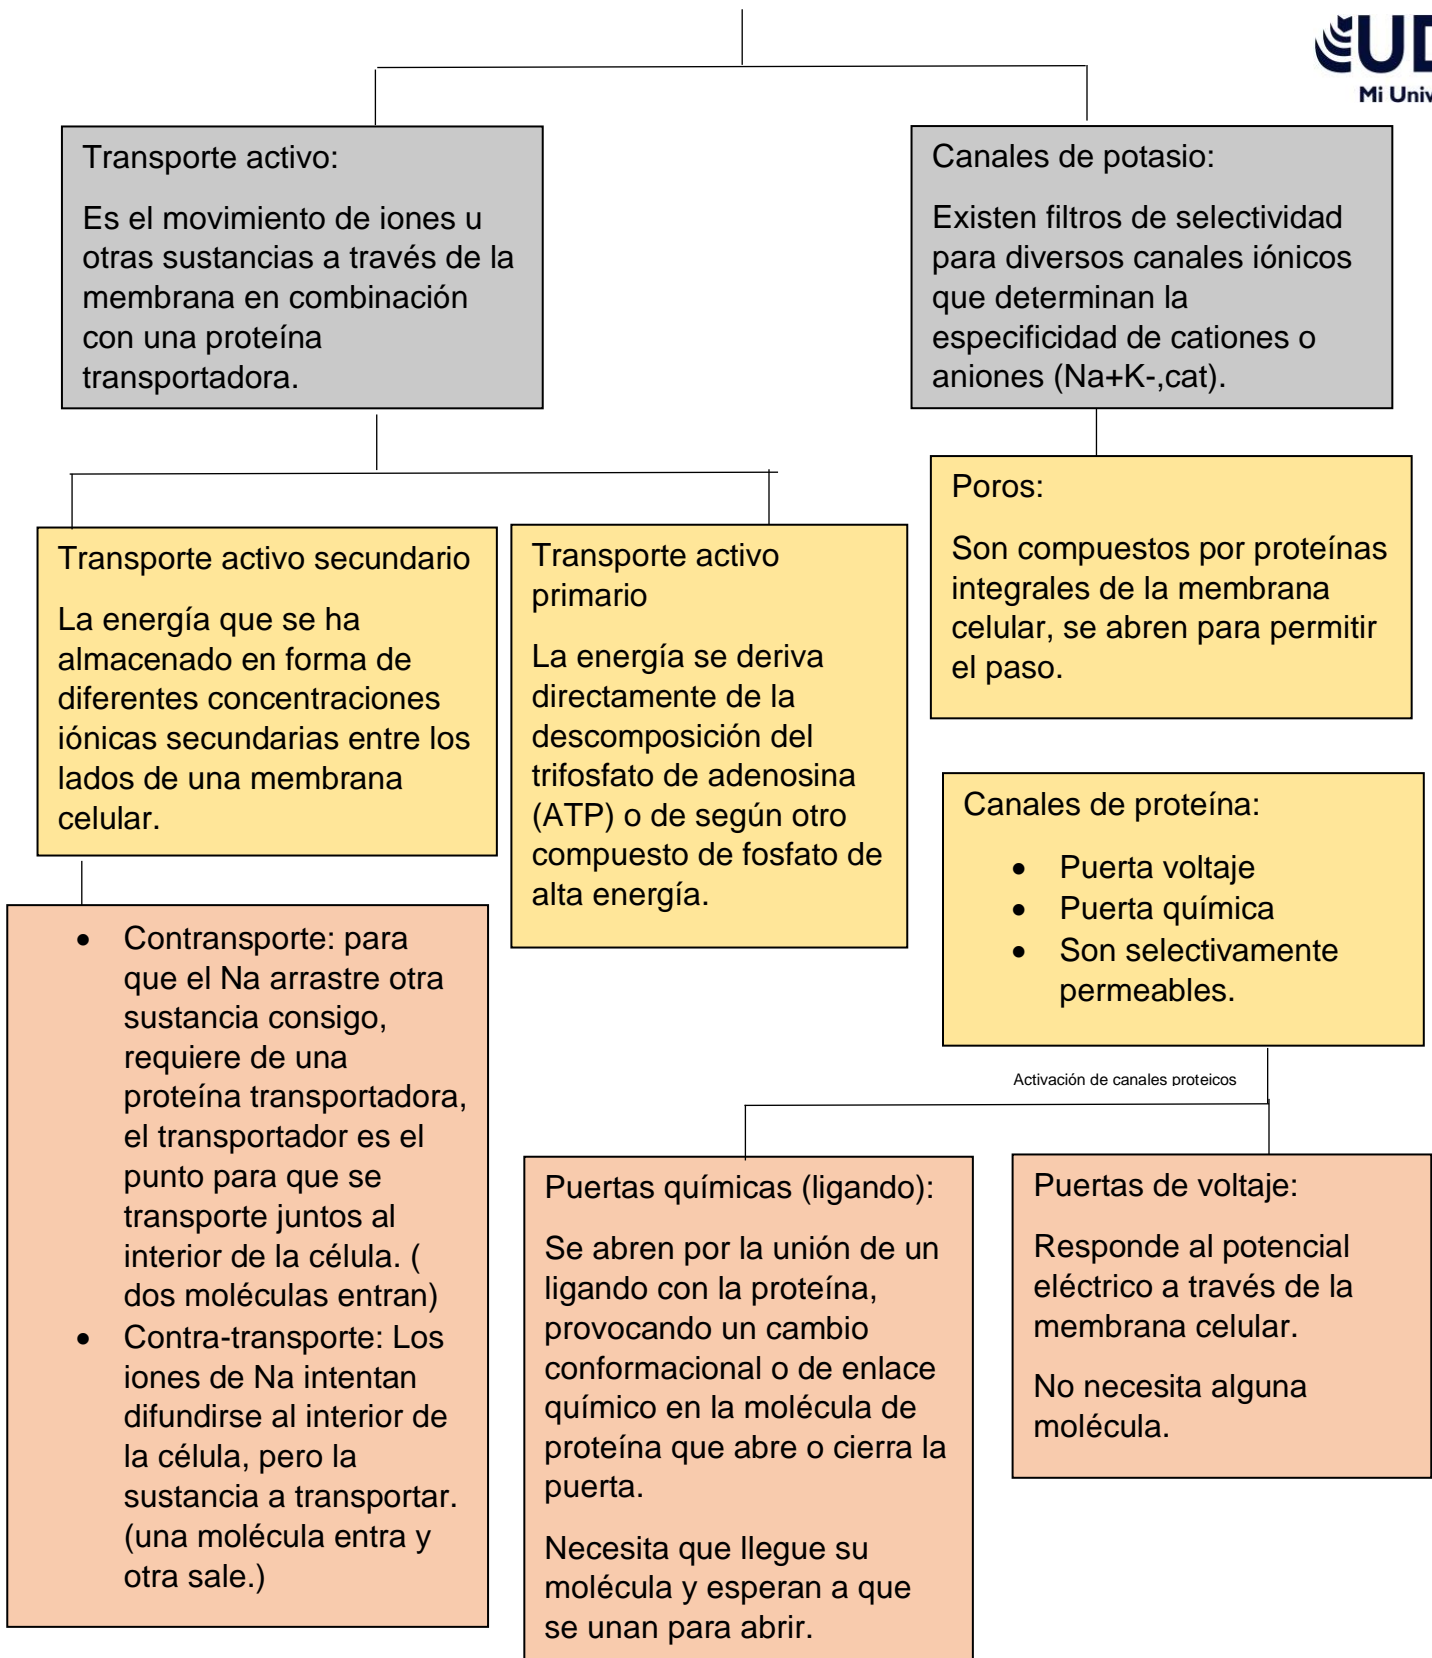 Mi Univ
Transporte activo:
Es el movimiento de iones u
otras sustancias a través de la
membrana en combinación
con una proteína
transportadora.
Canales de potasio:
Existen filtros de selectividad
para diversos canales iónicos
que determinan la
especificidad de cationes o
aniones (Na+K-,cat).
Transporte activo secundario
La energía que se ha
almacenado en forma de
diferentes concentraciones
iónicas secundarias entre los
lados de una membrana
celular.
Transporte activo
primario
La energía se deriva
directamente de la
descomposición del
trifosfato de adenosina
(ATP) o de según otro
compuesto de fosfato de
alta energía.
Poros:
Son compuestos por proteínas
integrales de la membrana
celular, se abren para permitir
el paso.
Canales de proteína:
• Puerta voltaje
• Puerta química
• Son selectivamente
permeables.
• Contransporte: para
que el Na arrastre otra
sustancia consigo,
requiere de una
proteína transportadora,
el transportador es el
punto para que se
transporte juntos al
interior de la célula. (
dos moléculas entran)
• Contra-transporte: Los
iones de Na intentan
difundirse al interior de
la célula, pero la
sustancia a transportar.
(una molécula entra y
otra sale.)
Activación de canales proteicos
Puertas químicas (ligando):
Se abren por la unión de un
ligando con la proteína,
provocando un cambio
conformacional o de enlace
químico en la molécula de
proteína que abre o cierra la
puerta.
Necesita que llegue su
molécula y esperan a que
se unan para abrir.
Puertas de voltaje:
Responde al potencial
eléctrico a través de la
membrana celular.
No necesita alguna
molécula.